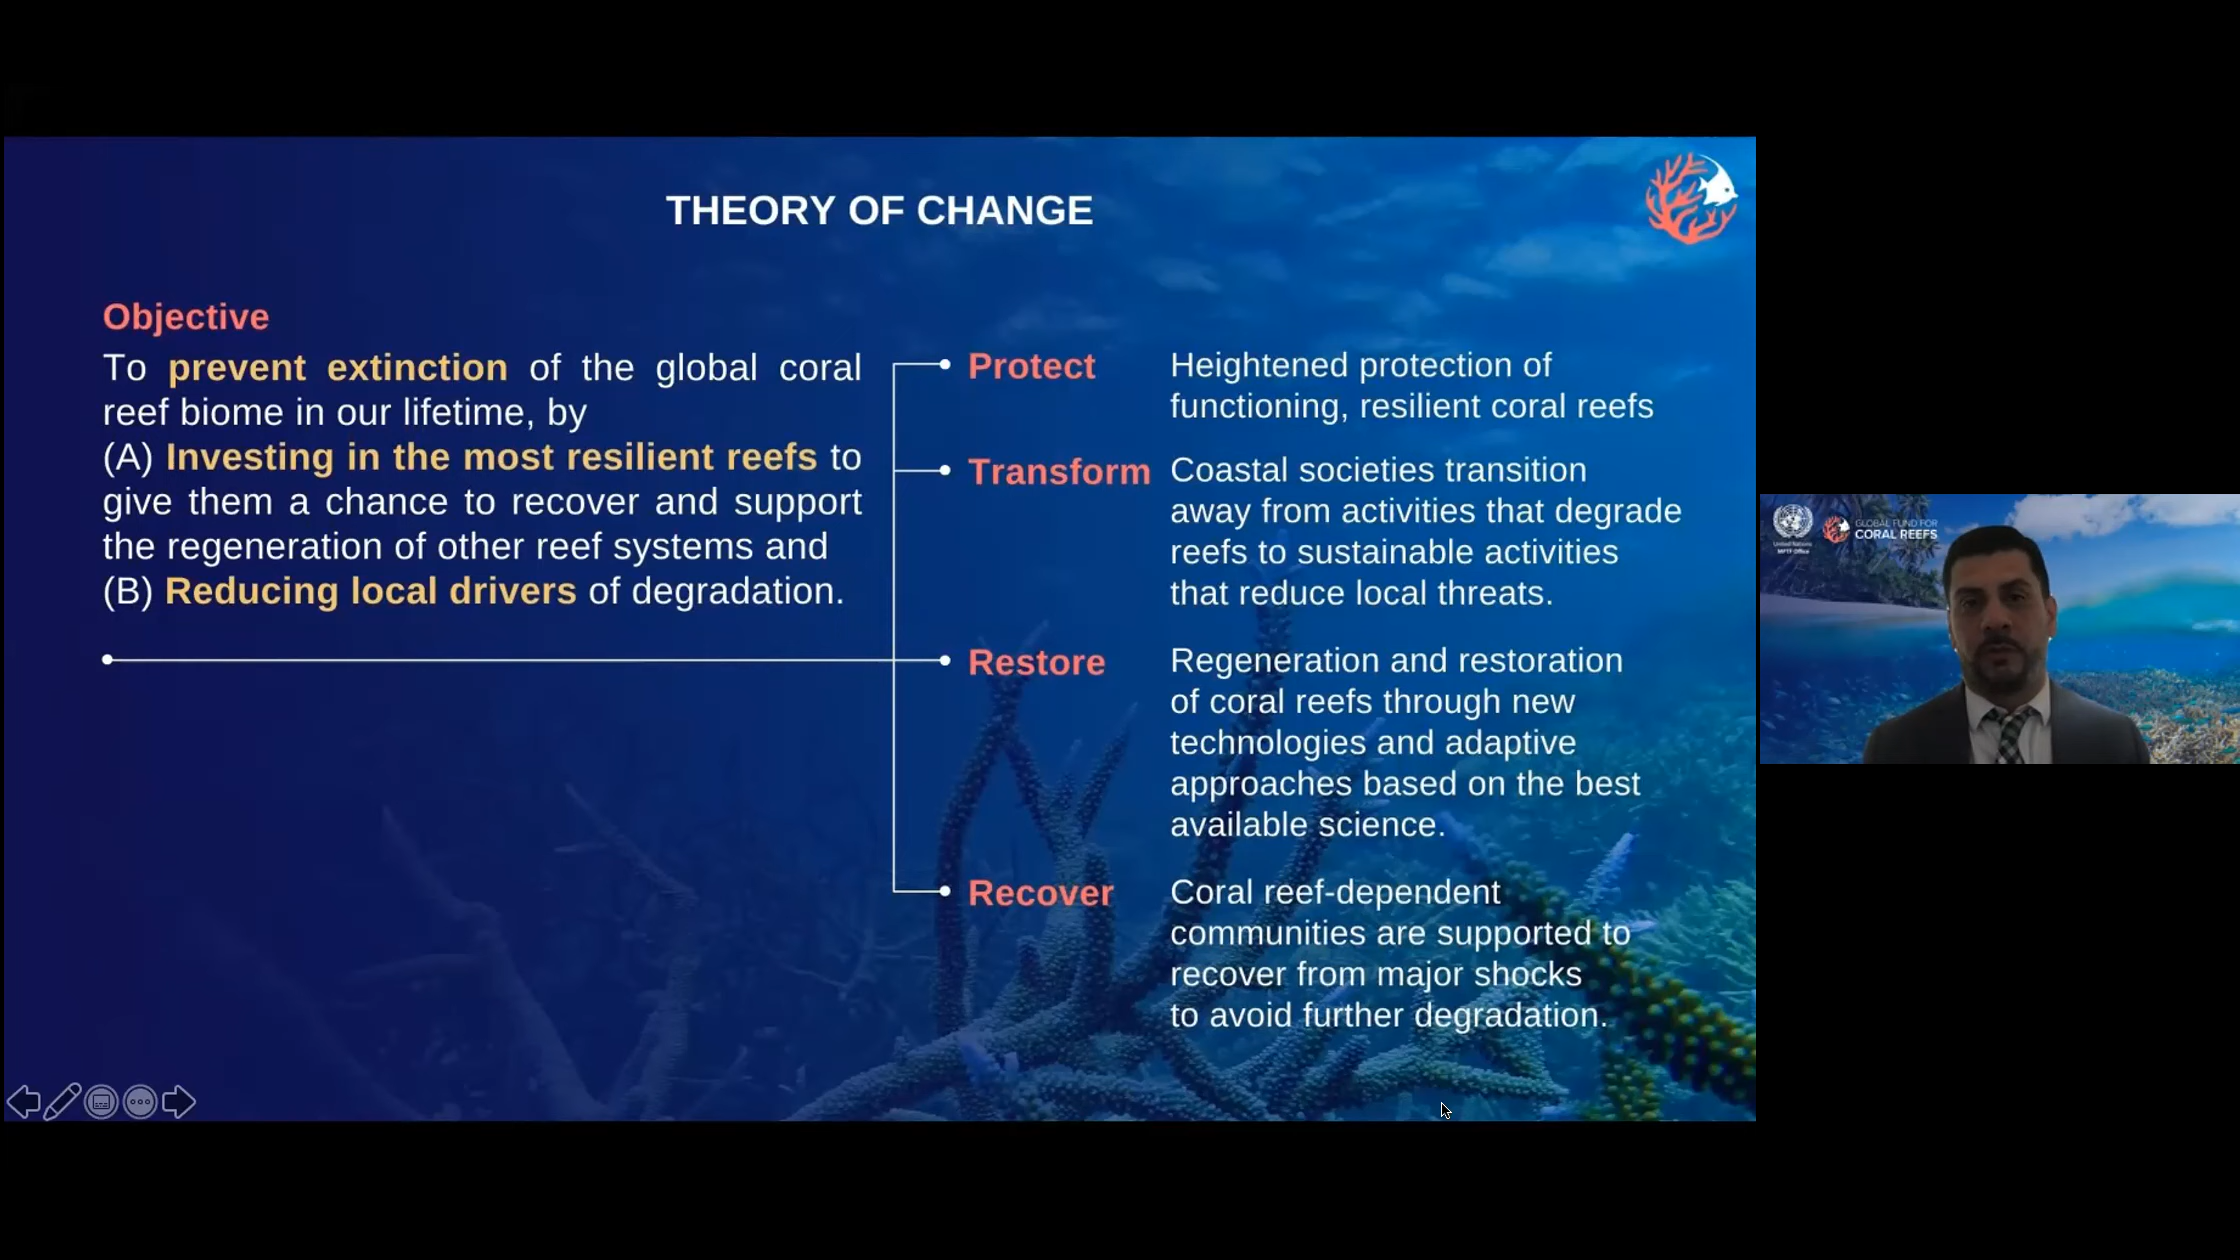 THEORY OF CHANGE
Objective
To prevent extinction of the global coral
reef biome in our lifetime, by
(A) Investing in the most resilient reefs to
give them a chance to recover and support
the regeneration of other reef systems and
(B) Reducing local drivers of degradation.
Protect
Heightened protection of
functioning, resilient coral reefs
Transform
Coastal societies transition
away from activities that degrade
reefs to sustainable activities
that reduce local threats.
Restore
Regeneration and restoration
of coral reefs through new
technologies and adaptive
approaches based on the best
available science.
Recover
Coral reef-dependent
communities are supported to
recover from major shocks
to avoid further degradation.
United Nations
MPTF Office
GLOBAL FUND FOR
CORAL REEFS